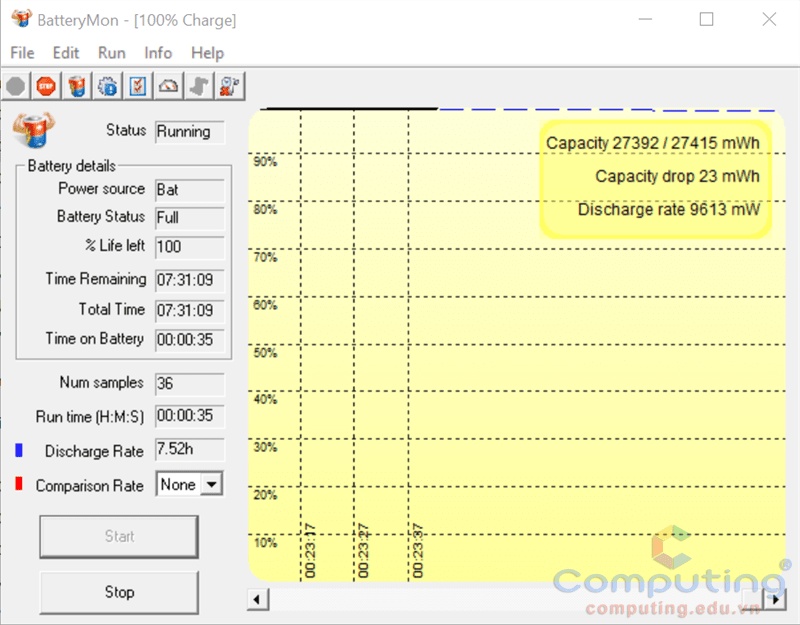 BatteryMon - [100% Charge]
File Edit Run Info Help
STOP
Status Running
Battery details
Power source Bat
Battery Status Full
% Life left 100
Time Remaining 07:31:09
Total Time 07:31:09
Time on Battery 00:00:35
Num samples 36
Run time (H:M:S) 00:00:35
Discharge Rate 7.52h
Comparison Rate None
Start
Stop
Capacity 27392 / 27415 mWh
Capacity drop 23 mWh
Discharge rate 9613 mW
90%
80%
70%
60%
50%
40%
30%
20%
10%
00:23:17
00:23:27
00:23:37
Computing®
computing.edu.vn